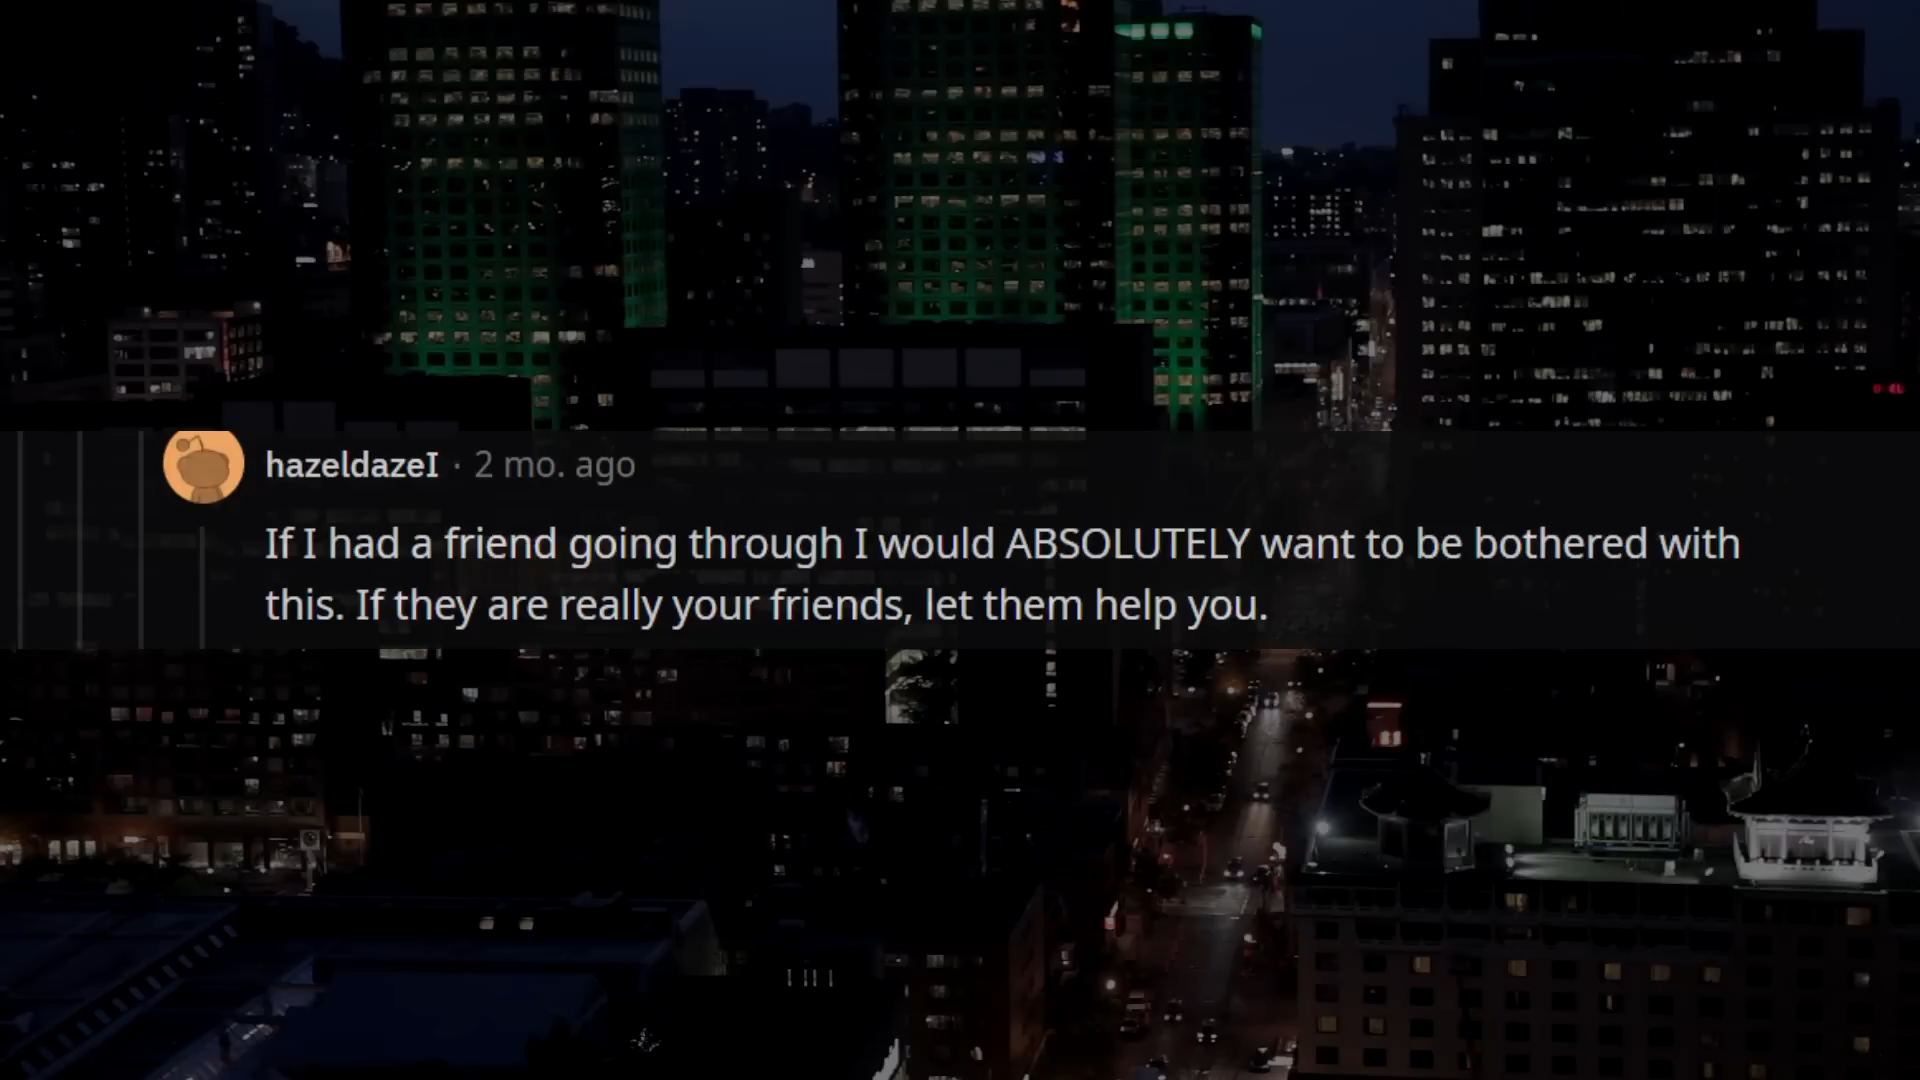 hazeldazeI · 2 mo. ago
If I had a friend going through I would ABSOLUTELY want to be bothered with
this. If they are really your friends, let them help you.